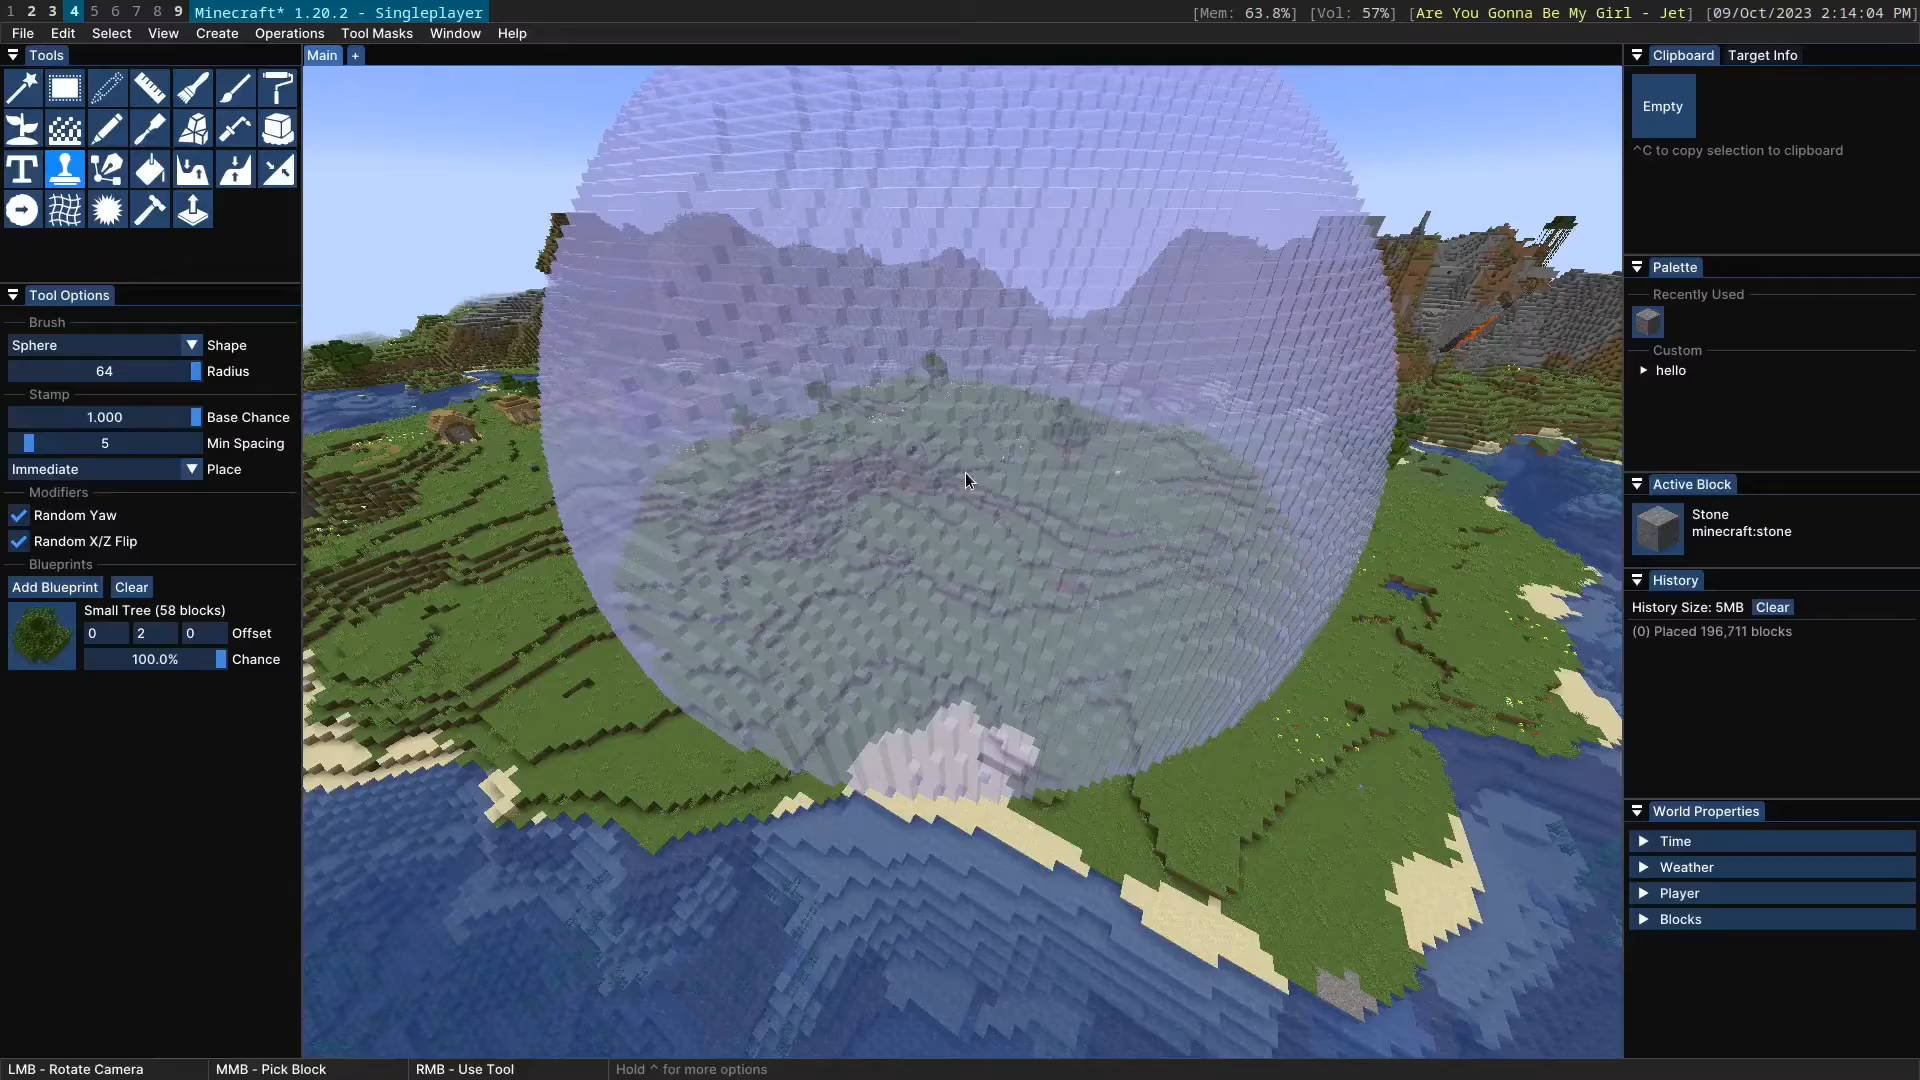 1 2 3 4 5 6 7 8 9 Minecraft* 1.20.2 - Singleplayer [Mem: 63.8%] [Vol: 57%] [Are You Gonna Be My Girl - Jet] [09/Oct/2023 2:14:04 PM]
File Edit Select View Create Operations Tool Masks Window Help
Tools
Main +
Clipboard Target Info
Empty
^C to copy selection to clipboard
Tool Options
Brush
Sphere Shape
64 Radius
Stamp
1.000 Base Chance
5 Min Spacing
Immediate Place
Modifiers
Random Yaw
Random X/Z Flip
Blueprints
Add Blueprint Clear
Small Tree (58 blocks)
0 2 0 Offset
100.0% Chance
Palette
Recently Used
Custom
hello
Active Block
Stone
minecraft:stone
History
History Size: 5MB Clear
(0) Placed 196,711 blocks
World Properties
Time
Weather
Player
Blocks
LMB - Rotate Camera MMB - Pick Block RMB - Use Tool Hold ^ for more options